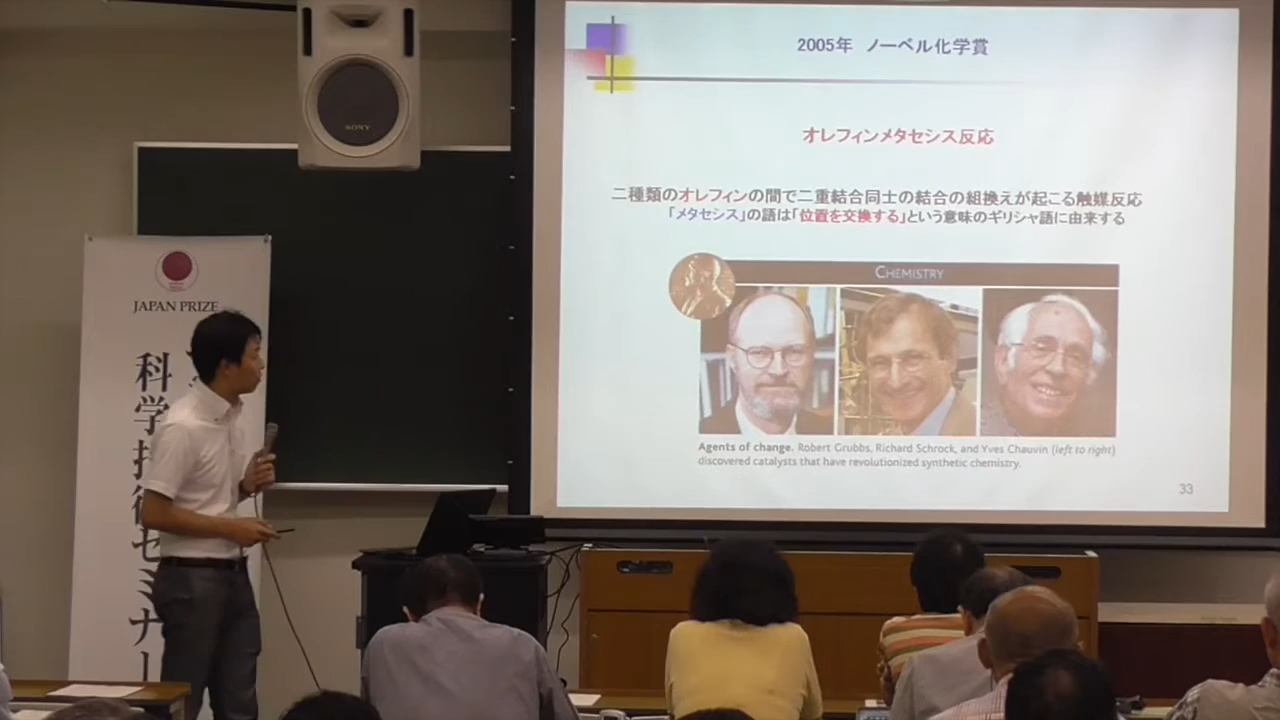 SONY
2005年 ノーベル化学賞
オレフィンメタセシス反応
二種類のオレフィンの間で二重結合同士の結合の組換えが起こる触媒反応
「メタセシス」の語は「位置を交換する」という意味のギリシャ語に由来する
CHEMISTRY
Agents of change. Robert Grubbs, Richard Schrock, and Yves Chauvin (left to right)
discovered catalysts that have revolutionized synthetic chemistry.
33
JAPAN PRIZE
科学技術セミナー